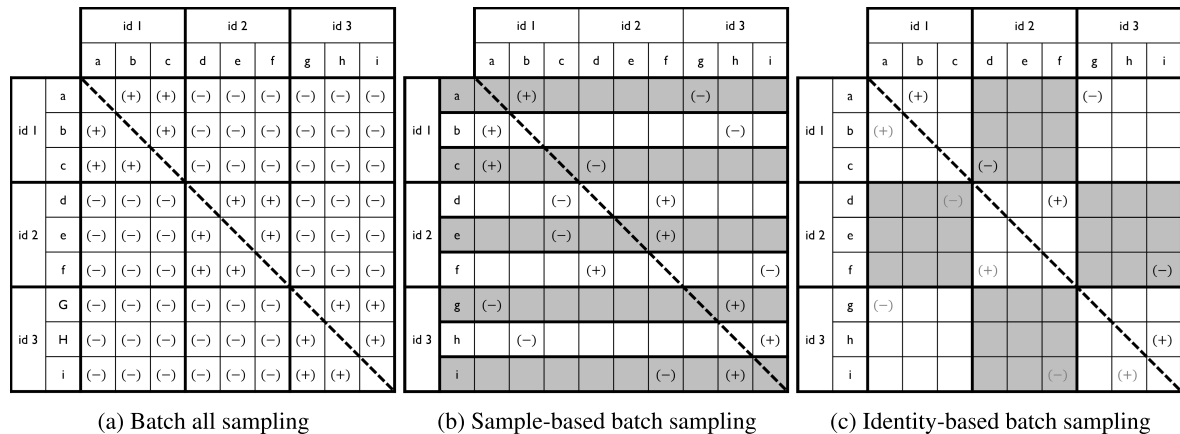 id 1 id 2 id 3
a b c d e f g h i
a (+) (+) (−) (−) (−) (−) (−) (−)
id 1 b (+) (+) (−) (−) (−) (−) (−) (−)
c (+) (+) (−) (−) (−) (−) (−) (−)
d (−) (−) (−) (+) (+) (−) (−) (−)
id 2 e (−) (−) (−) (+) (+) (−) (−) (−)
f (−) (−) (−) (+) (+) (−) (−) (−)
G (−) (−) (−) (−) (−) (−) (+) (+)
id 3 H (−) (−) (−) (−) (−) (−) (+) (+)
i (−) (−) (−) (−) (−) (−) (+) (+)
(a) Batch all sampling
id 1 id 2 id 3
a b c d e f g h i
a (+) (−)
id 1 b (+) (−)
c (+) (−)
d (−) (+)
id 2 e (−) (+)
f (+) (−)
g (−) (+)
id 3 h (−) (+)
i (−) (+)
(b) Sample-based batch sampling
id 1 id 2 id 3
a b c d e f g h i
a (+) (−)
id 1 b (+)
c (−)
d (−) (+)
id 2 e
f (+) (−)
g (−)
id 3 h (+)
i (−) (+)
(c) Identity-based batch sampling